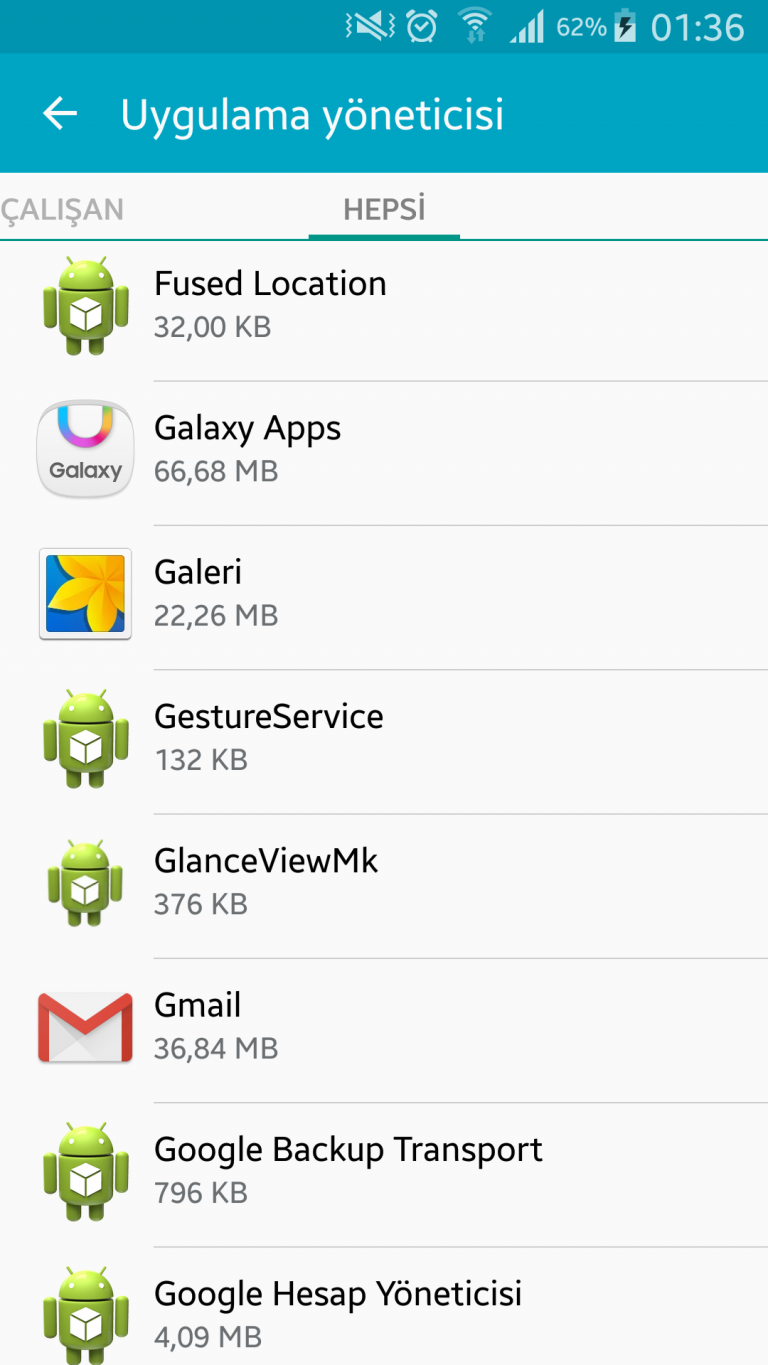 62% 01:36
Uygulama yöneticisi
ÇALIŞAN HEPSİ
Fused Location
32,00 KB
Galaxy Apps
Galaxy
66,68 MB
Galeri
22,26 MB
GestureService
132 KB
GlanceViewMk
376 KB
Gmail
36,84 MB
Google Backup Transport
796 KB
Google Hesap Yöneticisi
4,09 MB